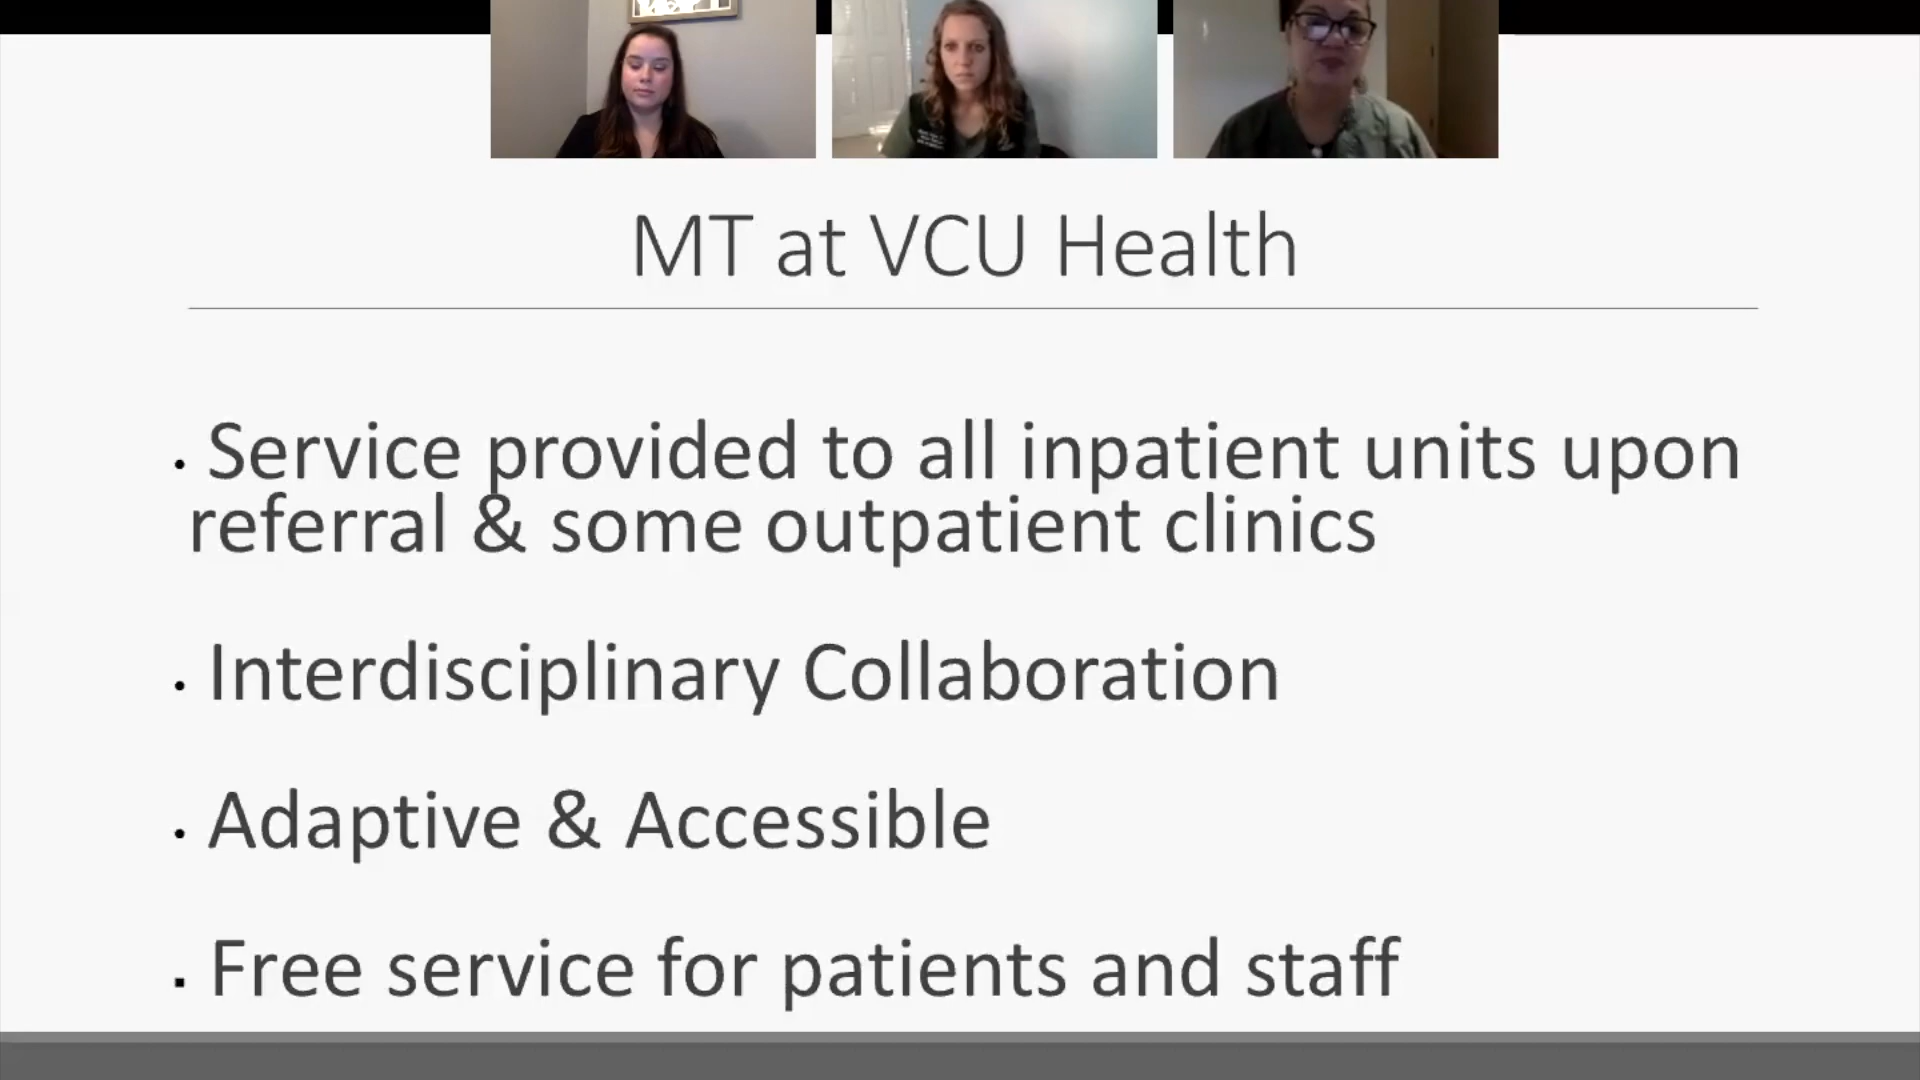 MT at VCU Health
· Service provided to all inpatient units upon
referral & some outpatient clinics
· Interdisciplinary Collaboration
· Adaptive & Accessible
▪ Free service for patients and staff